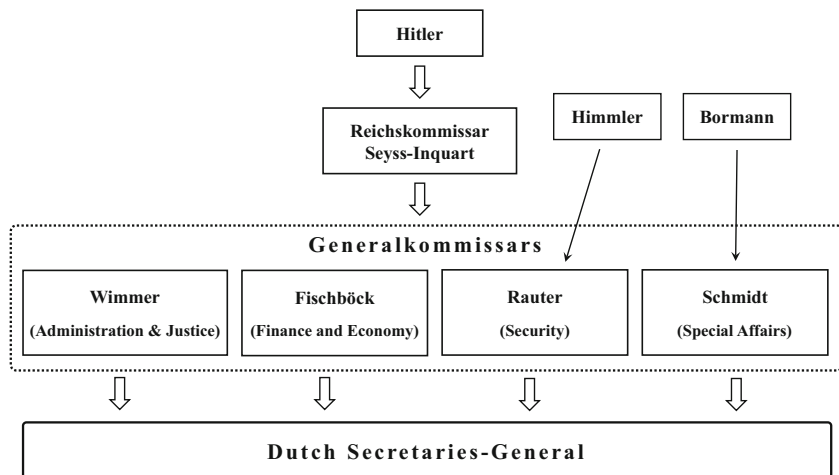 Hitler
Himmler
Bormann
Reichskommissar
Seyss-Inquart
Generalkommissars
Wimmer
(Administration & Justice)
Fischböck
(Finance and Economy)
Rauter
(Security)
Schmidt
(Special Affairs)
Dutch Secretaries-General